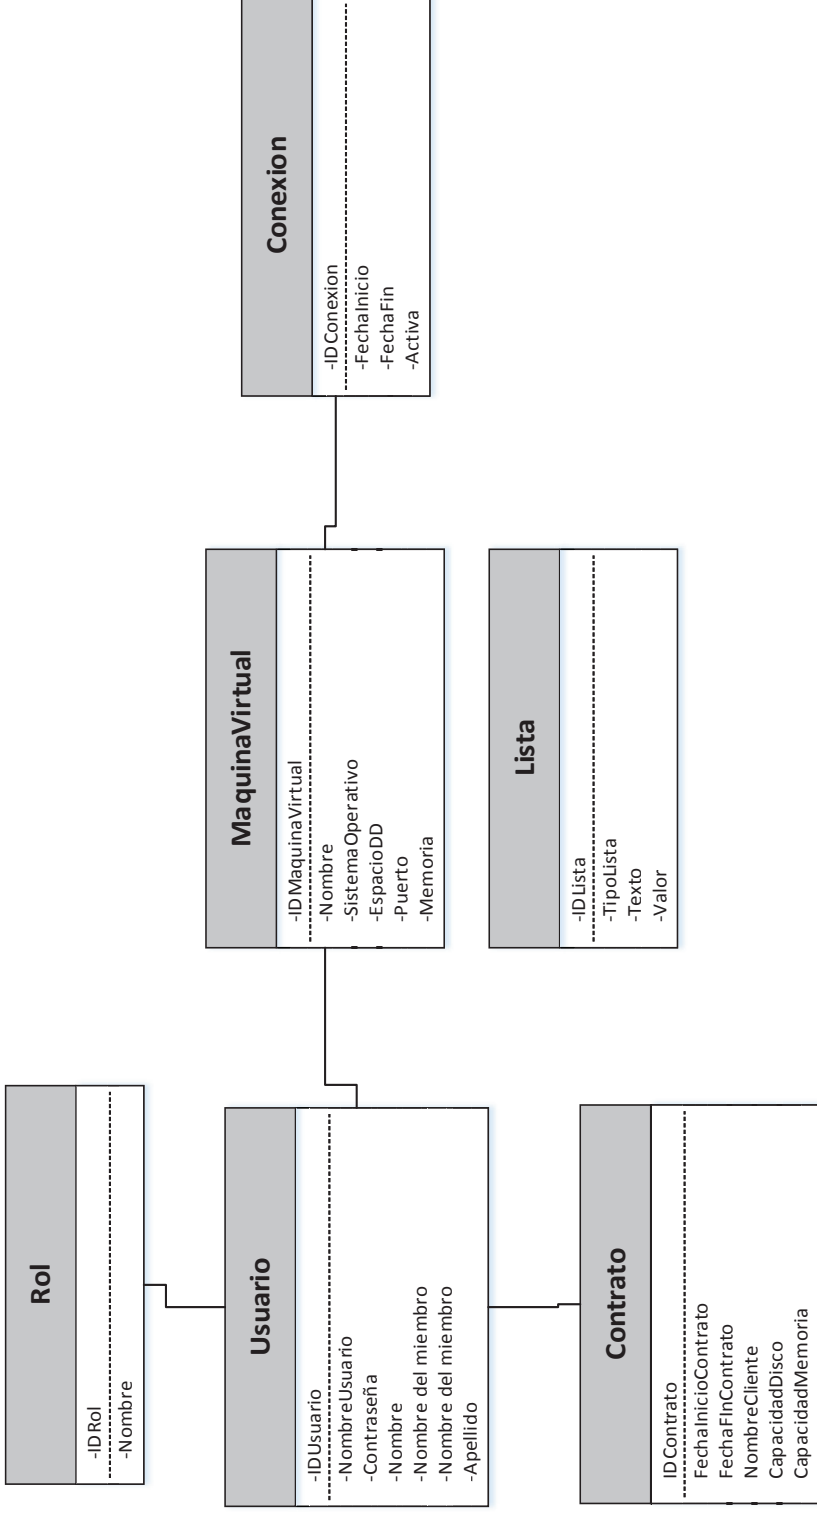 Rol
-IDRol
-Nombre
Usuario
-IDUsuario
-NombreUsuario
-Contraseña
-Nombre
-Nombre del miembro
-Nombre del miembro
-Apellido
Contrato
IDContrato
FechaInicioContrato
FechaFInContrato
NombreCliente
CapacidadDisco
CapacidadMemoria
MaquinaVirtual
-IDMaquinaVirtual
-Nombre
-SistemaOperativo
-EspacioDD
-Puerto
-Memoria
Lista
-IDLista
-TipoLista
-Texto
-Valor
Conexion
-IDConexion
-FechaInicio
-FechaFin
-Activa